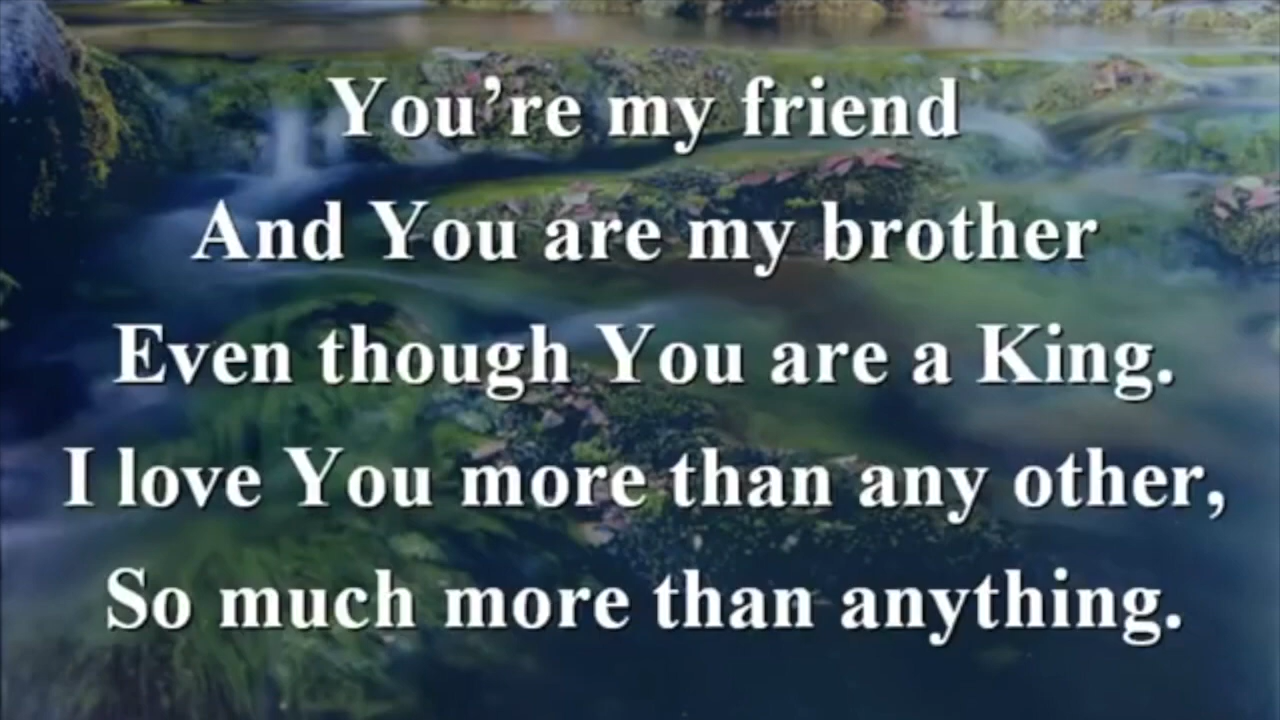 You’re my friend
And You are my brother
Even though You are a King.
I love You more than any other,
So much more than anything.